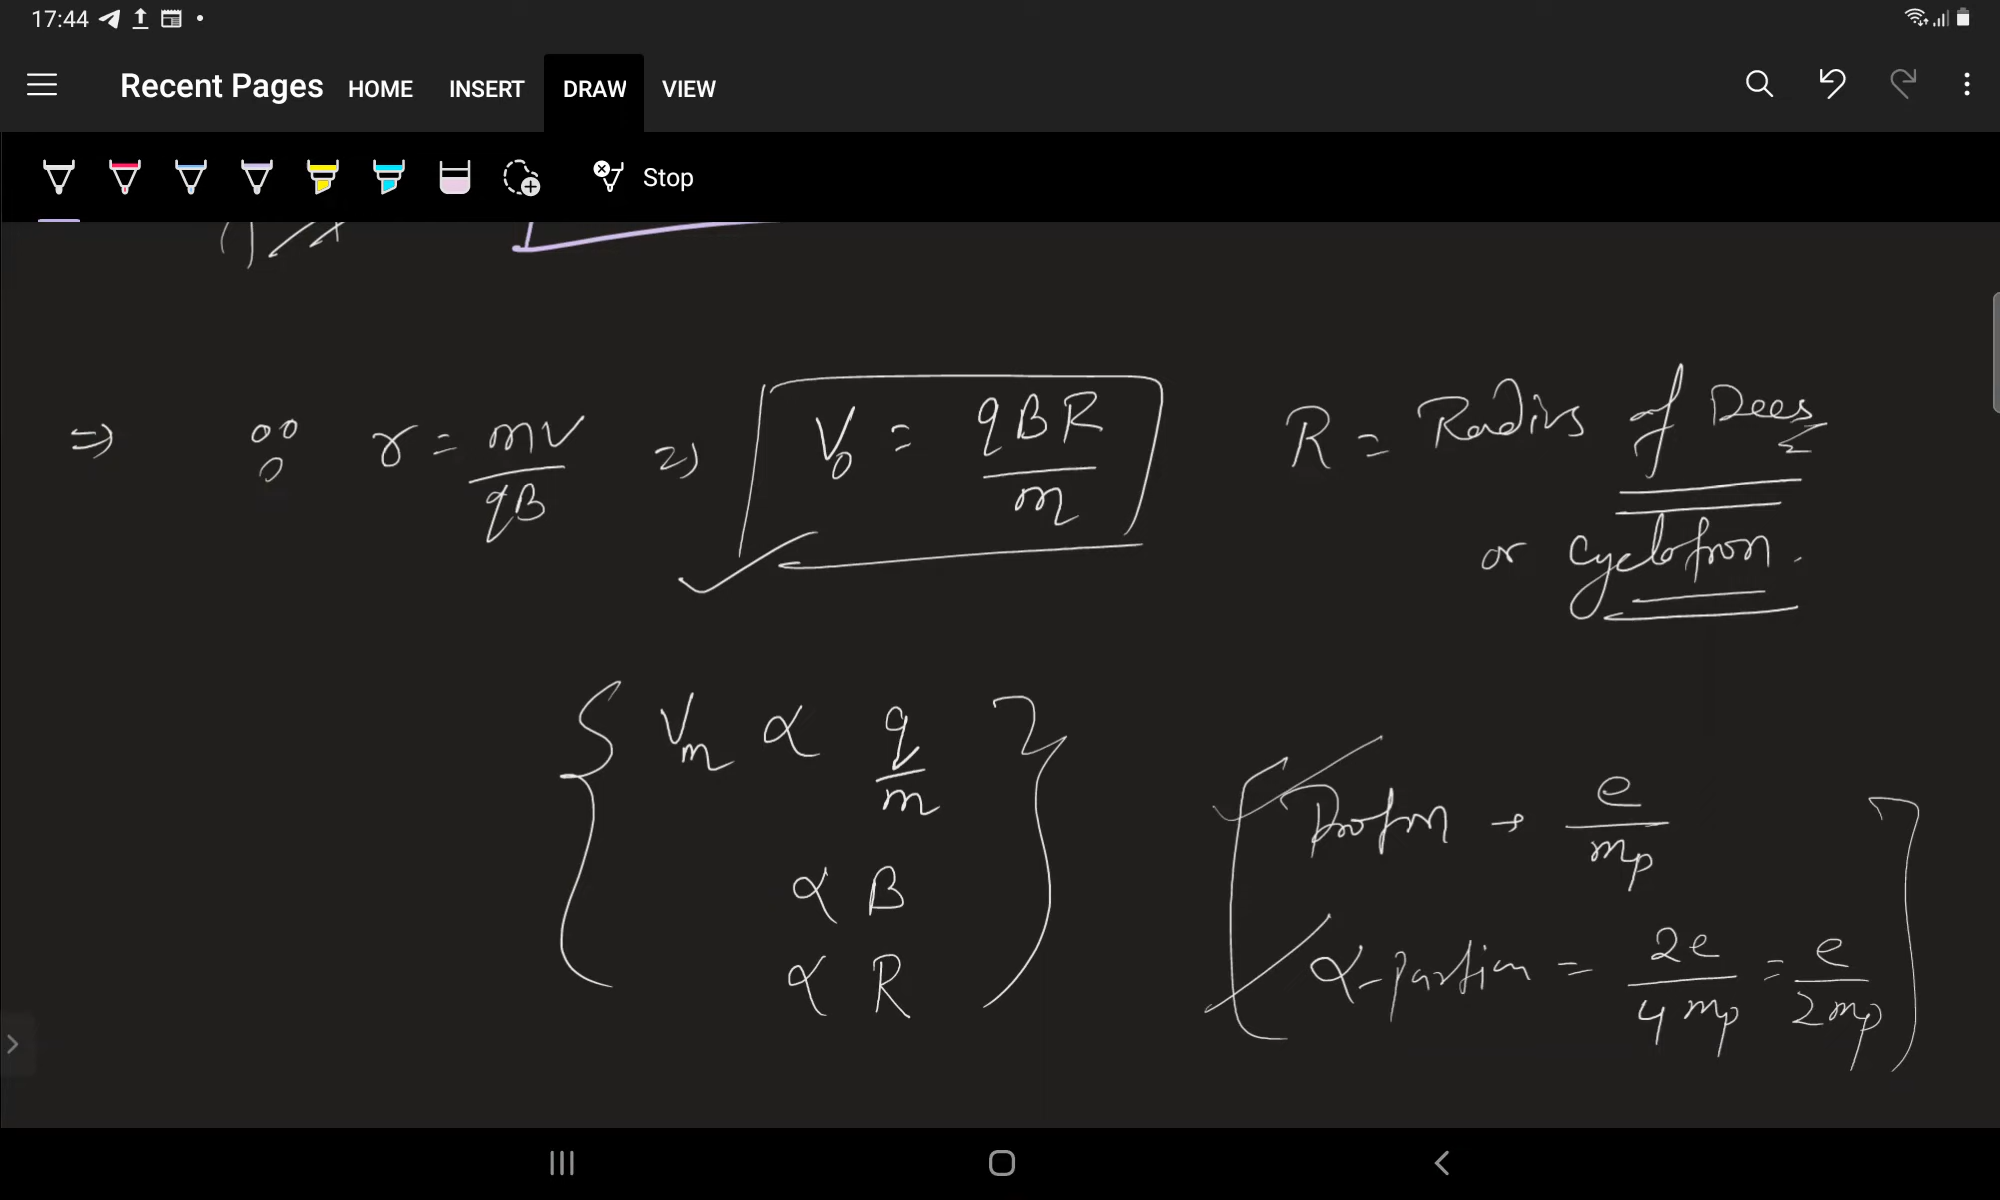 17:44
Recent Pages HOME INSERT DRAW VIEW
Stop
⇒ ∵ r = mv/qB ⇒ V₀ = qBR/m R = Radius of Dees
or cyclotron.
{ Vm ∝ q/m }
∝ B
∝ R
Proton → e/mp
α-particle = 2e/4mp = e/2mp